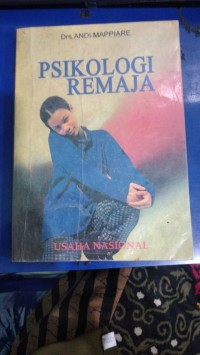 Drs ANDI MAPPIARE
PSIKOLOGI
REMAJA
USAHA NASIONAL